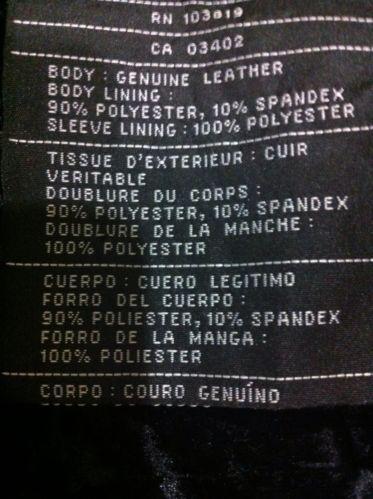 RN 103819
CA 03402
BODY : GENUINE LEATHER
BODY LINING :
90% POLYESTER, 10% SPANDEX
SLEEVE LINING : 100% POLYESTER
TISSUE D'EXTERIEUR : CUIR
VERITABLE
DOUBLURE DU CORPS :
90% POLYESTER, 10% SPANDEX
DOUBLURE DE LA MANCHE :
100% POLYESTER
CUERPO : CUERO LEGITIMO
FORRO DEL CUERPO :
90% POLIESTER, 10% SPANDEX
FORRO DE LA MANGA :
100% POLIESTER
CORPO : COURO GENUÍNO